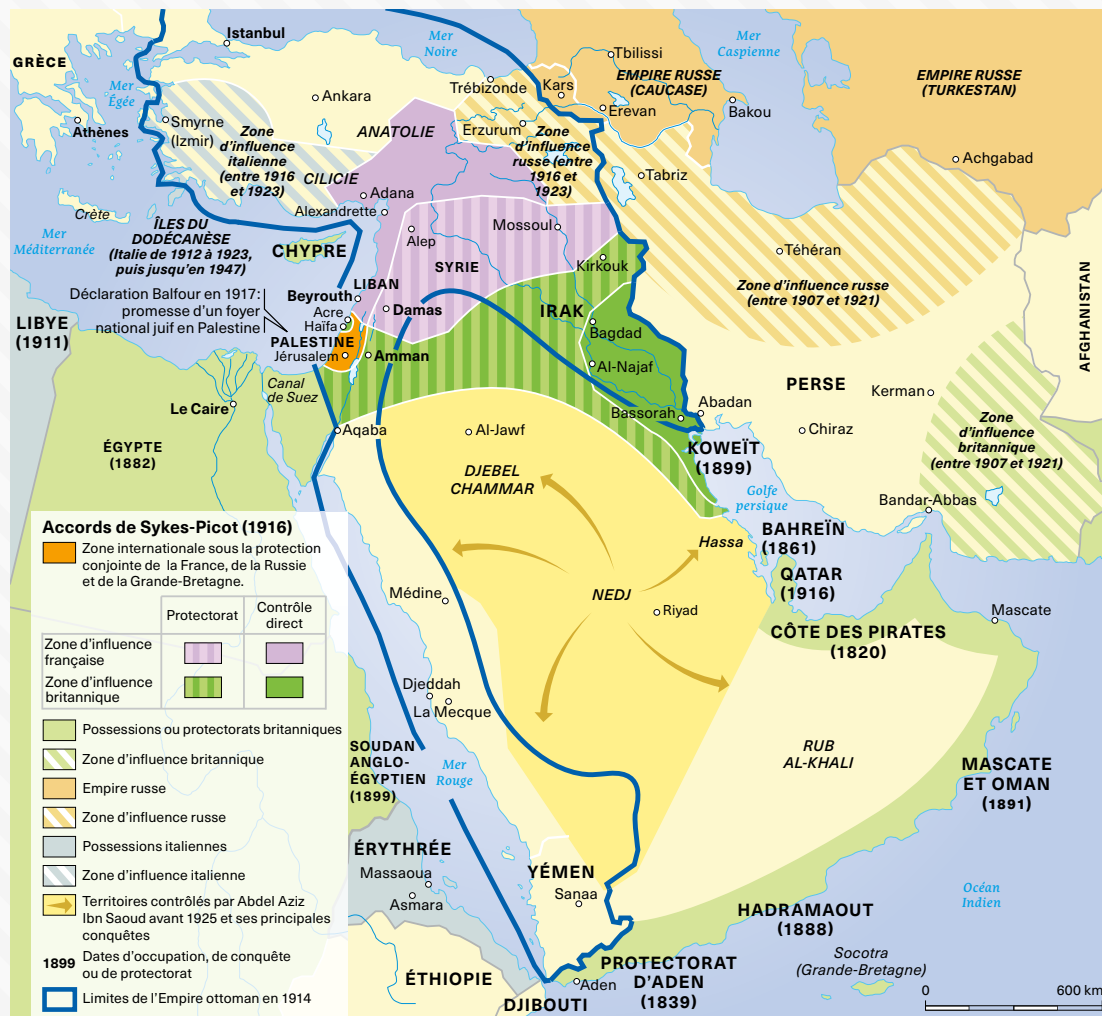 GRÈCE
Istanbul
Mer
Noire
Mer
Caspienne
Tbilissi
EMPIRE RUSSE
(CAUCASE)
EMPIRE RUSSE
(TURKESTAN)
Mer
Égée
Ankara
Trébizonde
Kars
Erevan
Bakou
Athènes
Smyrne
(Izmir)
Zone
d'influence
italienne
(entre 1916
et 1923)
ANATOLIE
Erzurum
Zone
d'influence
russe (entre
1916 et
1923)
Achgabad
CILICIE
Adana
Tabriz
Crète
Alexandrette
Mer
Méditerranée
ÎLES DU
DODÉCANÈSE
(Italie de 1912 à 1923,
puis jusqu'en 1947)
CHYPRE
Alep
Mossoul
Téhéran
SYRIE
Kirkouk
Zone d'influence russe
(entre 1907 et 1921)
AFGHANISTAN
Déclaration Balfour en 1917:
promesse d'un foyer
national juif en Palestine
LIBAN
Beyrouth
Acre
Haïfa
Damas
IRAK
Bagdad
LIBYE
(1911)
PALESTINE
Jérusalem
Amman
Al-Najaf
PERSE
Kerman
Canal
de Suez
Le Caire
Bassorah
Abadan
Chiraz
Zone
d'influence
britannique
(entre 1907 et 1921)
ÉGYPTE
(1882)
Aqaba
Al-Jawf
KOWEÏT
(1899)
DJEBEL
CHAMMAR
Golfe
persique
Bandar-Abbas
Hassa
BAHREÏN
(1861)
QATAR
(1916)
NEDJ
Riyad
Médine
Mascate
CÔTE DES PIRATES
(1820)
Djeddah
La Mecque
SOUDAN
ANGLO-
ÉGYPTIEN
(1899)
Mer
Rouge
RUB
AL-KHALI
MASCATE
ET OMAN
(1891)
ÉRYTHRÉE
Massaoua
Asmara
YÉMEN
Sanaa
HADRAMAOUT
(1888)
Océan
Indien
ÉTHIOPIE
DJIBOUTI
Aden
PROTECTORAT
D'ADEN
(1839)
Socotra
(Grande-Bretagne)
0 600 km
Accords de Sykes-Picot (1916)
Zone internationale sous la protection
conjointe de la France, de la Russie
et de la Grande-Bretagne.
Protectorat
Contrôle
direct
Zone d'influence
française
Zone d'influence
britannique
Possessions ou protectorats britanniques
Zone d'influence britannique
Empire russe
Zone d'influence russe
Possessions italiennes
Zone d'influence italienne
Territoires contrôlés par Abdel Aziz
Ibn Saoud avant 1925 et ses principales
conquêtes
1899 Dates d'occupation, de conquête
ou de protectorat
Limites de l'Empire ottoman en 1914